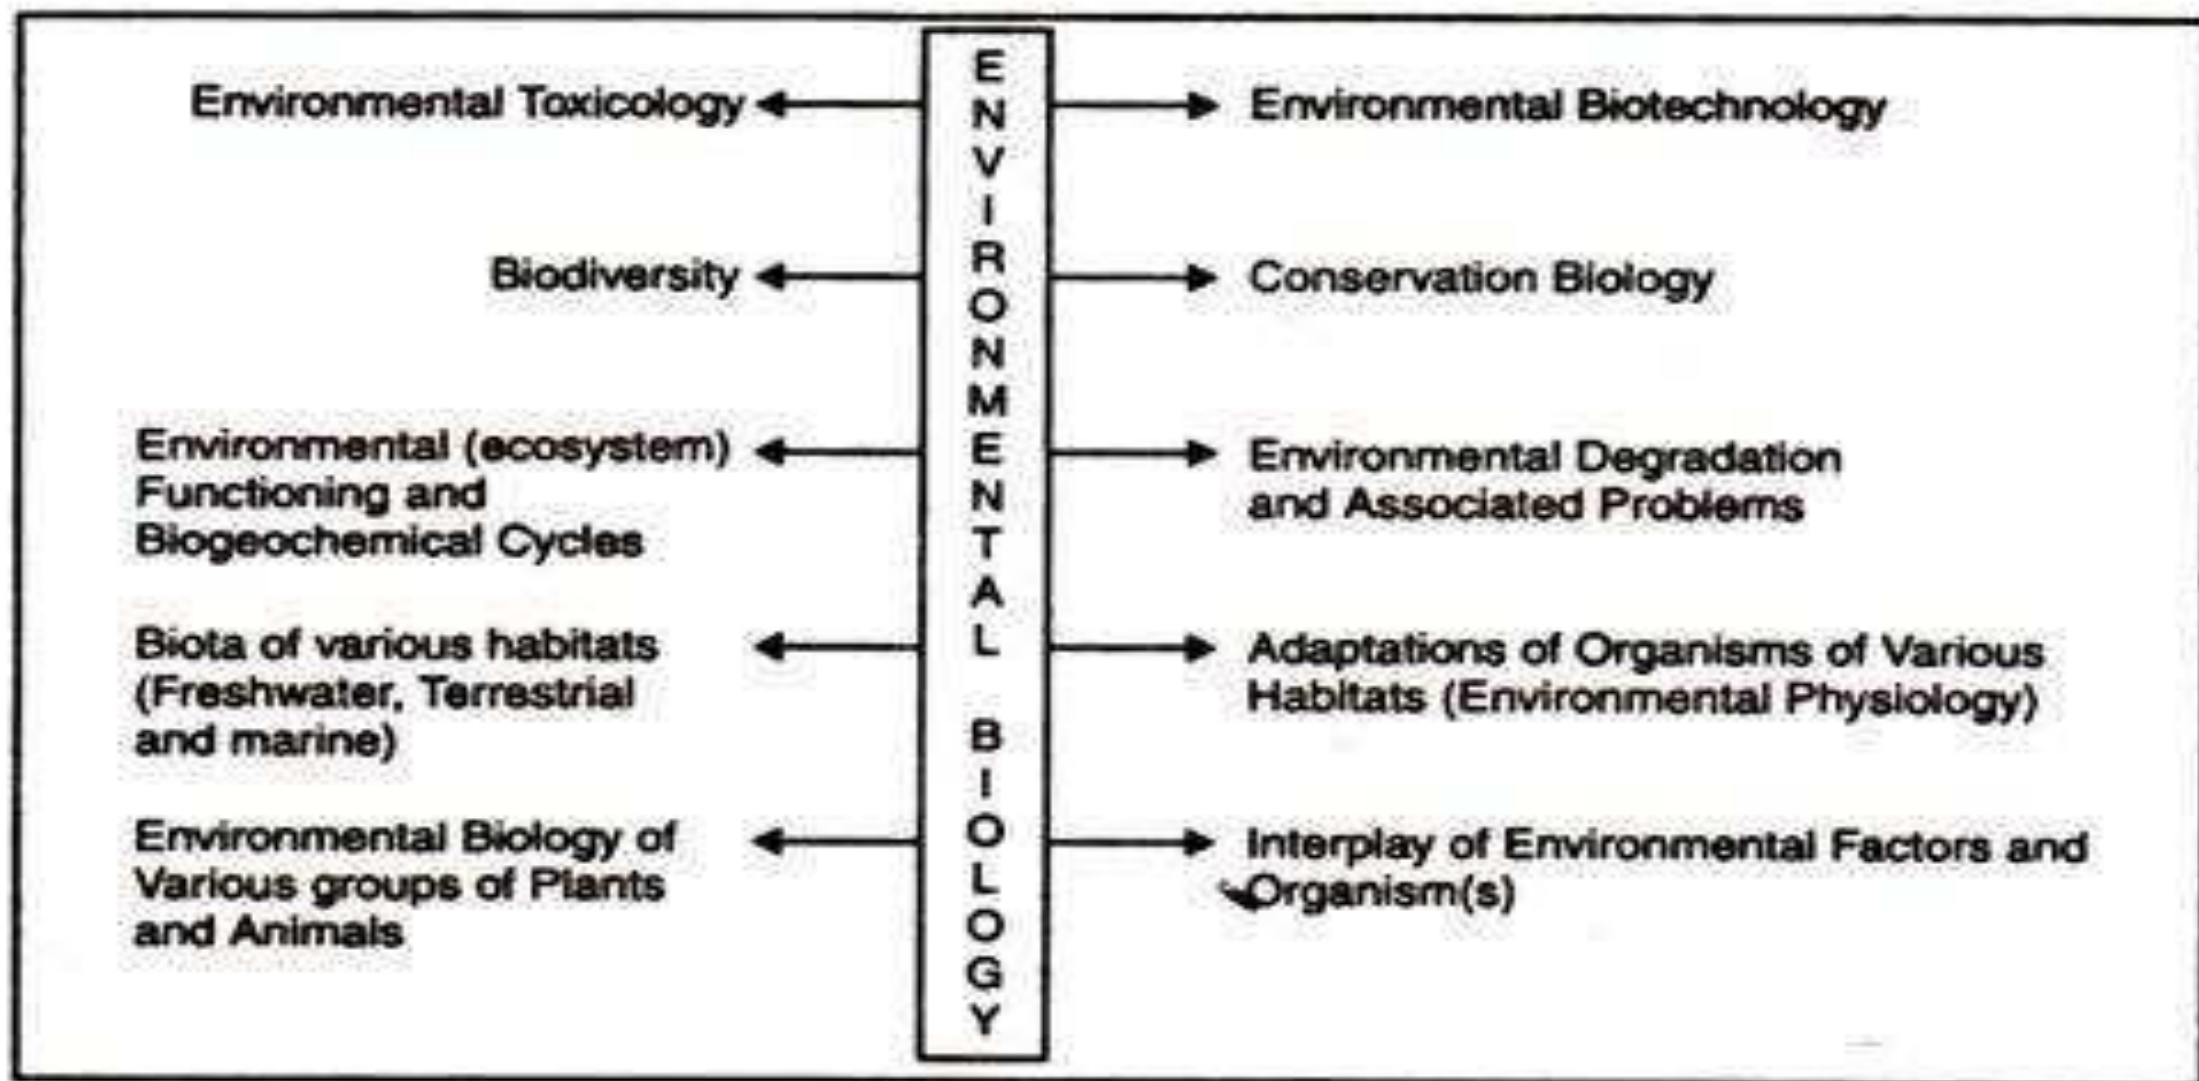 Environmental Toxicology
Biodiversity
Environmental (ecosystem)
Functioning and
Biogeochemical Cycles
Biota of various habitats
(Freshwater, Terrestrial
and marine)
Environmental Biology of
Various groups of Plants
and Animals
ENVIRONMENTAL BIOLOGY
Environmental Biotechnology
Conservation Biology
Environmental Degradation
and Associated Problems
Adaptations of Organisms of Various
Habitats (Environmental Physiology)
Interplay of Environmental Factors and
Organism(s)